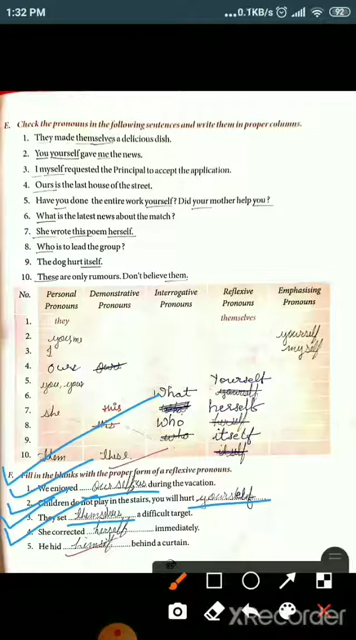 1:32 PM
...0.1KB/s 92
E. Check the pronouns in the following sentences and write them in proper columns.
1. They made themselves a delicious dish.
2. You yourself gave me the news.
3. I myself requested the Principal to accept the application.
4. Ours is the last house of the street.
5. Have you done the entire work yourself? Did your mother help you?
6. What is the latest news about the match?
7. She wrote this poem herself.
8. Who is to lead the group?
9. The dog hurt itself.
10. These are only rumours. Don't believe them.
No. Personal Pronouns Demonstrative Pronouns Interrogative Pronouns Reflexive Pronouns Emphasising Pronouns
1. they themselves
2. you, me yourself
3. I myself
4. ours ours
5. you, your Yourself
6. What yourself
7. she this herself
8. this Who herself
9. who itself
10. them these itself
F. Fill in the blanks with the proper form of a reflexive pronouns.
1. We enjoyed ourselfus during the vacation.
2. Children do not play in the stairs, you will hurt yourself
3. They set themselves a difficult target.
4. She corrected herself immediately.
5. He hid himself behind a curtain.
XRECORDER